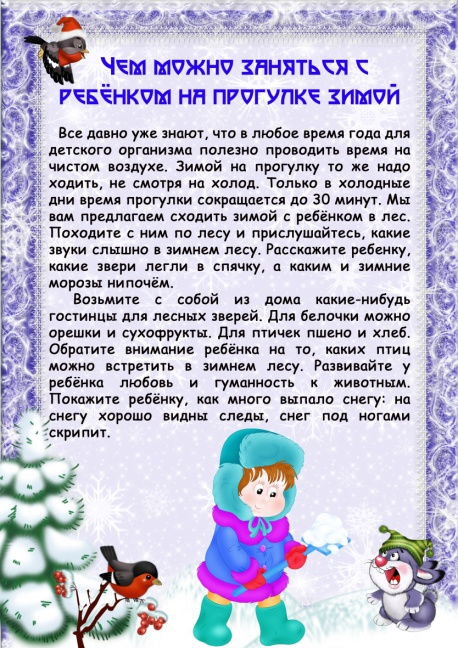 Чем можно заняться с
ребёнком на прогулке зимой
Все давно уже знают, что в любое время года для
детского организма полезно проводить время на
чистом воздухе. Зимой на прогулку то же надо
ходить, не смотря на холод. Только в холодные
дни время прогулки сокращается до 30 минут. Мы
вам предлагаем сходить зимой с ребёнком в лес.
Походите с ним по лесу и прислушайтесь, какие
звуки слышно в зимнем лесу. Расскажите ребенку,
какие звери легли в спячку, а каким и зимние
морозы нипочём.
Возьмите с собой из дома какие-нибудь
гостинцы для лесных зверей. Для белочки можно
орешки и сухофрукты. Для птичек пшено и хлеб.
Обратите внимание ребёнка на то, каких птиц
можно встретить в зимнем лесу. Развивайте у
ребёнка любовь и гуманность к животным.
Покажите ребёнку, как много выпало снегу: на
снегу хорошо видны следы, снег под ногами
скрипит.